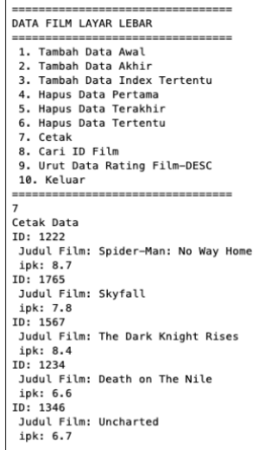 ==================================
DATA FILM LAYAR LEBAR
==================================
1. Tambah Data Awal
2. Tambah Data Akhir
3. Tambah Data Index Tertentu
4. Hapus Data Pertama
5. Hapus Data Terakhir
6. Hapus Data Tertentu
7. Cetak
8. Cari ID Film
9. Urut Data Rating Film-DESC
10. Keluar
==================================
7
Cetak Data
ID: 1222
Judul Film: Spider-Man: No Way Home
ipk: 8.7
ID: 1765
Judul Film: Skyfall
ipk: 7.8
ID: 1567
Judul Film: The Dark Knight Rises
ipk: 8.4
ID: 1234
Judul Film: Death on The Nile
ipk: 6.6
ID: 1346
Judul Film: Uncharted
ipk: 6.7